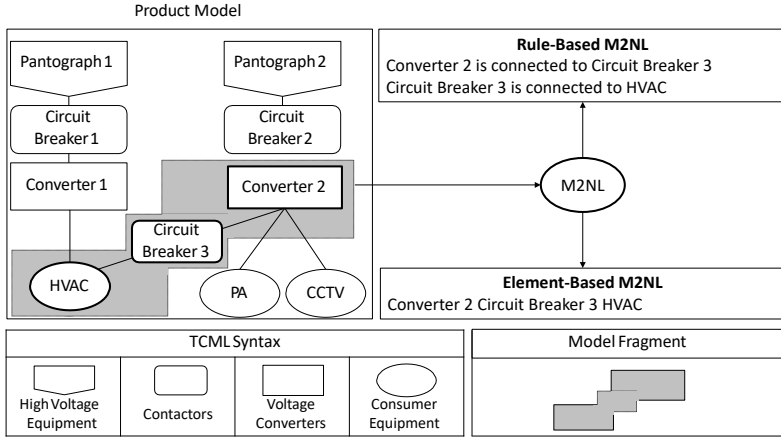 Product Model
Pantograph 1
Pantograph 2
Circuit
Breaker 1
Circuit
Breaker 2
Converter 1
Converter 2
Circuit
Breaker 3
HVAC
PA
CCTV
Rule-Based M2NL
Converter 2 is connected to Circuit Breaker 3
Circuit Breaker 3 is connected to HVAC
M2NL
Element-Based M2NL
Converter 2 Circuit Breaker 3 HVAC
TCML Syntax
High Voltage
Equipment
Contactors
Voltage
Converters
Consumer
Equipment
Model Fragment